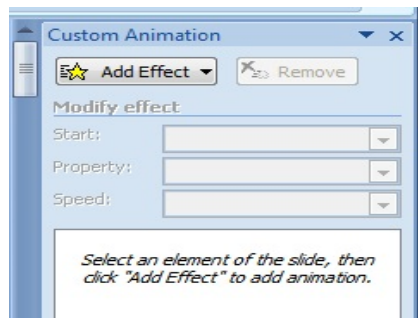 Custom Animation
Add Effect Remove
Modify effect
Start:
Property:
Speed:
Select an element of the slide, then
click "Add Effect" to add animation.